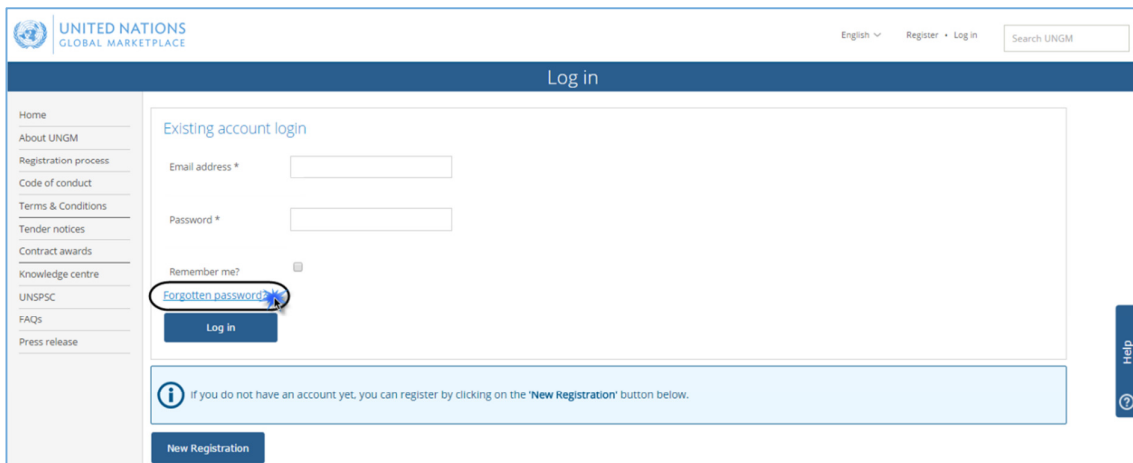 UNITED NATIONS
GLOBAL MARKETPLACE
English
Register • Log in
Search UNGM
Log in
Home
About UNGM
Registration process
Code of conduct
Terms & Conditions
Tender notices
Contract awards
Knowledge centre
UNSPSC
FAQs
Press release
Existing account login
Email address *
Password *
Remember me?
Forgotten password?
Log in
If you do not have an account yet, you can register by clicking on the 'New Registration' button below.
New Registration
Help